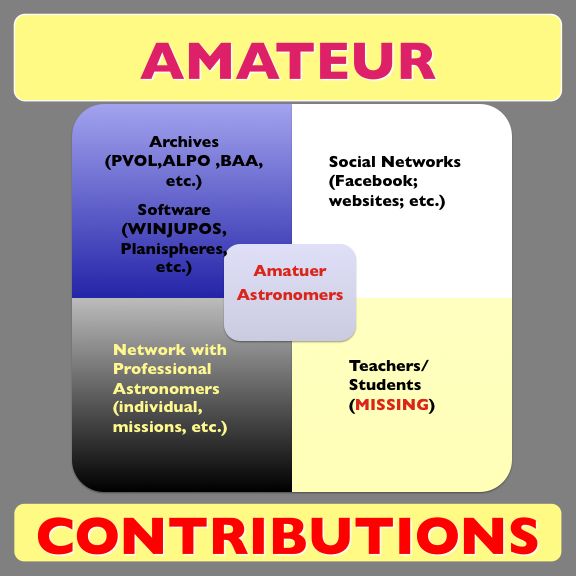 AMATEUR
Archives
(PVOL,ALPO ,BAA,
etc.)
Software
(WINJUPOS,
Planispheres,
etc.)
Social Networks
(Facebook;
websites; etc.)
Amatuer
Astronomers
Network with
Professional
Astronomers
(individual,
missions, etc.)
Teachers/
Students
(MISSING)
CONTRIBUTIONS